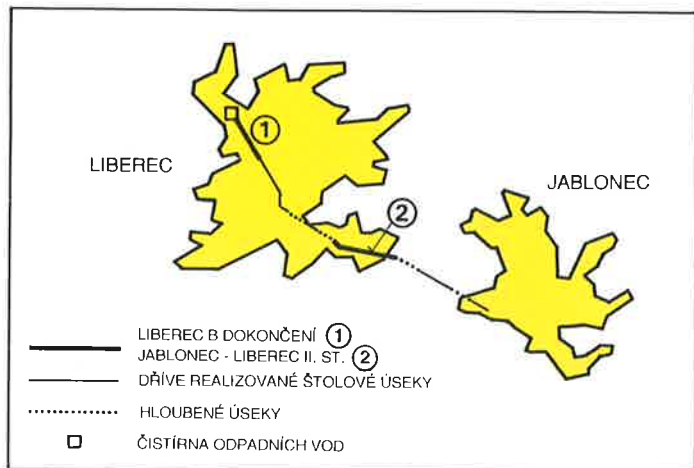 LIBEREC
1
JABLONEC
2
LIBEREC B DOKONČENÍ 1
JABLONEC - LIBEREC II. ST. 2
DŘÍVE REALIZOVANÉ ŠTOLOVÉ ÚSEKY
HLOUBENÉ ÚSEKY
ČISTÍRNA ODPADNÍCH VOD